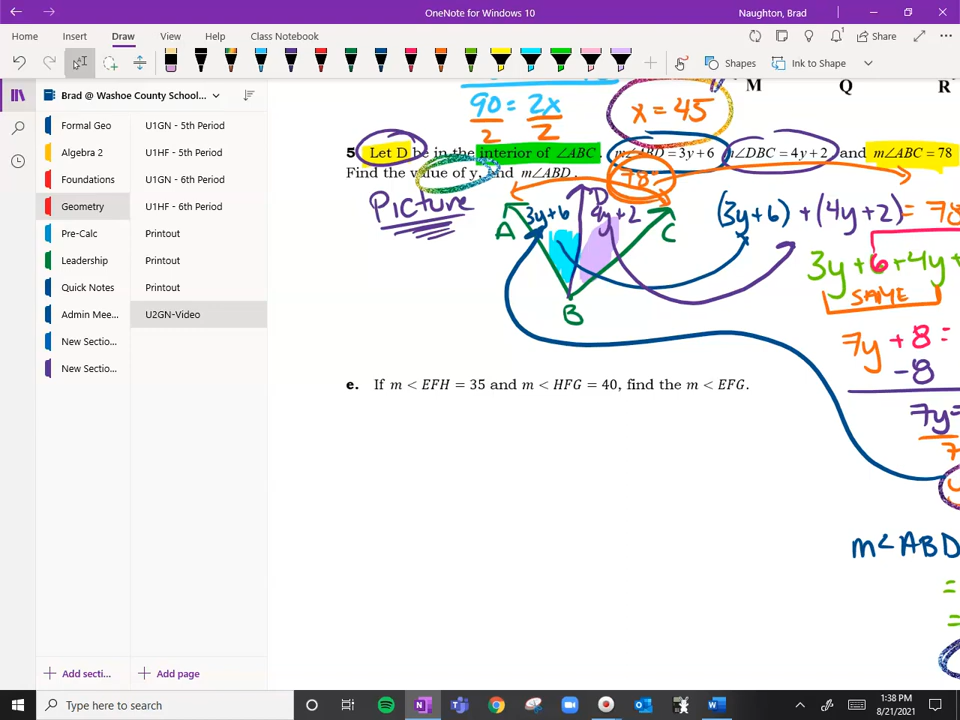 OneNote for Windows 10
Naughton, Brad
Home Insert Draw View Help Class Notebook
Share
Shapes
Ink to Shape
Brad @ Washoe County School...
Formal Geo
Algebra 2
Foundations
Geometry
Pre-Calc
Leadership
Quick Notes
Admin Mee...
New Sectio...
New Sectio...
Add secti...
U1GN - 5th Period
U1HF - 5th Period
U1GN - 6th Period
U1HF - 6th Period
Printout
Printout
Printout
U2GN-Video
Add page
90 = 2x
2 2
x = 45
M Q R
5 Let D be in the interior of ∠ABC. m∠ABD = 3y + 6 m∠DBC = 4y + 2 and m∠ABC = 78
Find the value of y, and m∠ABD.
78°
Picture
D
3y+6 4y+2
A C
B
(3y+6) + (4y+2) = 78
3y + 6 + 4y +
SAME
7y + 8 =
-8
7y =
7
e. If m < EFH = 35 and m < HFG = 40, find the m < EFG.
m<ABD
=
=
Type here to search
1:38 PM
8/21/2021